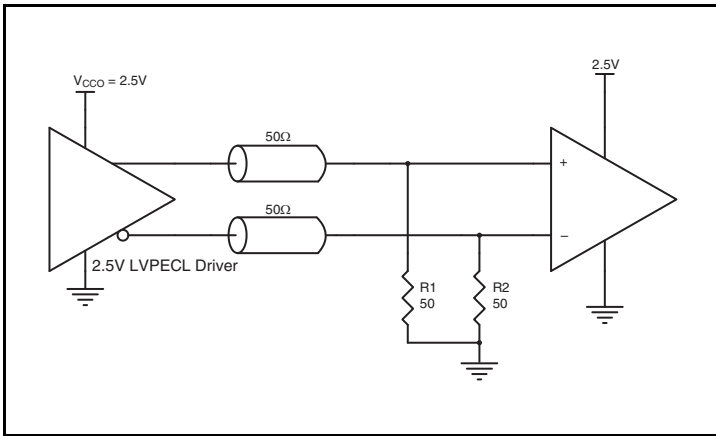 V_CCO = 2.5V
2.5V
50Ω
50Ω
+
–
2.5V LVPECL Driver
R1
50
R2
50